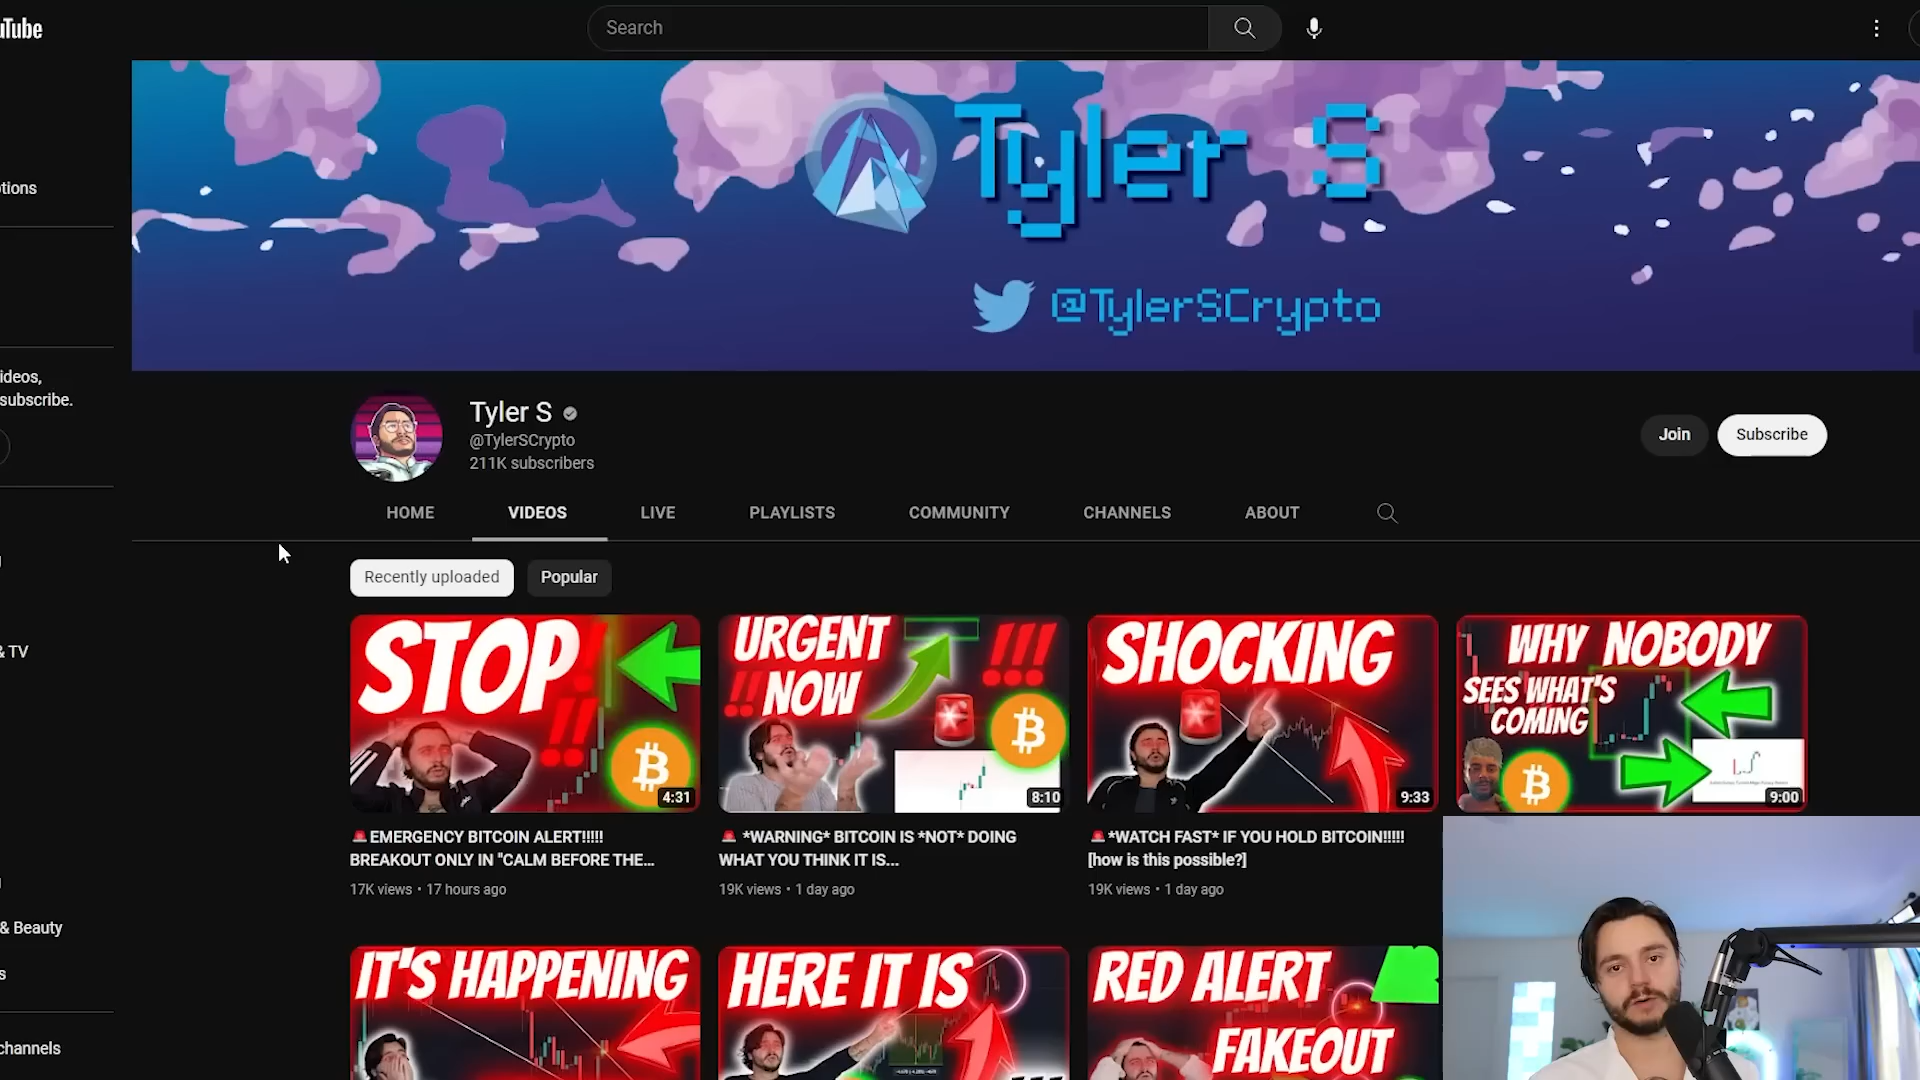 uTube
Search
Tyler S
@TylerSCrypto
Tyler S
@TylerSCrypto
211K subscribers
Join
Subscribe
HOME
VIDEOS
LIVE
PLAYLISTS
COMMUNITY
CHANNELS
ABOUT
Recently uploaded
Popular
tions
ideos,
subscribe.
& TV
& Beauty
s
channels
STOP!
!!
4:31
URGENT
!! NOW
!!!
8:10
SHOCKING
9:33
WHY NOBODY
SEES WHAT'S
COMING
9:00
🚨EMERGENCY BITCOIN ALERT!!!!!
BREAKOUT ONLY IN "CALM BEFORE THE...
17K views • 17 hours ago
🚨 *WARNING* BITCOIN IS *NOT* DOING
WHAT YOU THINK IT IS...
19K views • 1 day ago
🚨*WATCH FAST* IF YOU HOLD BITCOIN!!!!!
[how is this possible?]
19K views • 1 day ago
IT'S HAPPENING
HERE IT IS
RED ALERT
FAKEOUT